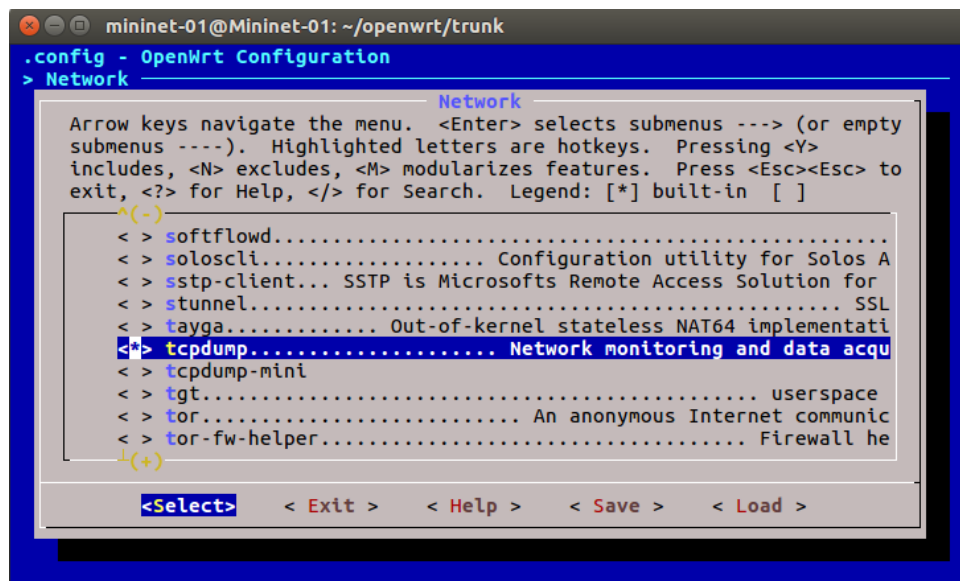 mininet-01@Mininet-01: ~/openwrt/trunk
.config - OpenWrt Configuration
> Network
Network
Arrow keys navigate the menu.  <Enter> selects submenus ---> (or empty
submenus ----).  Highlighted letters are hotkeys.  Pressing <Y>
includes, <N> excludes, <M> modularizes features.  Press <Esc><Esc> to
exit, <?> for Help, </> for Search.  Legend: [*] built-in  [ ]
^(-)
< > softflowd....................................................
< > soloscli................... Configuration utility for Solos A
< > sstp-client... SSTP is Microsofts Remote Access Solution for
< > stunnel.................................................. SSL
< > tayga............. Out-of-kernel stateless NAT64 implementati
<*> tcpdump..................... Network monitoring and data acqu
< > tcpdump-mini
< > tgt............................................... userspace
< > tor........................... An anonymous Internet communic
< > tor-fw-helper.................................... Firewall he
┴(+)
<Select>    < Exit >    < Help >    < Save >    < Load >